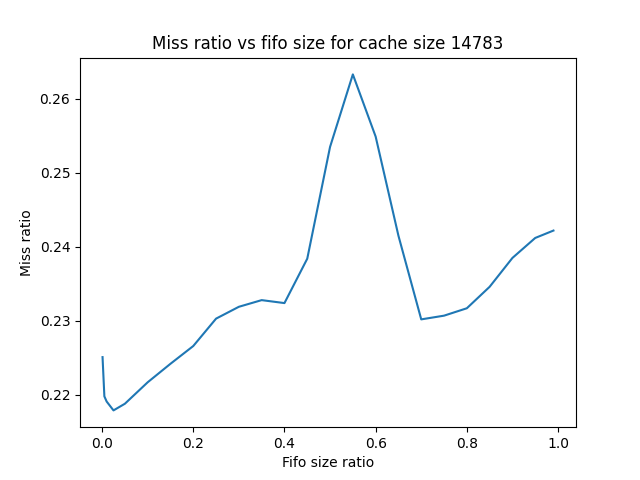 Miss ratio vs fifo size for cache size 14783
0.26
0.25
0.24
0.23
0.22
Miss ratio
0.0 0.2 0.4 0.6 0.8 1.0
Fifo size ratio